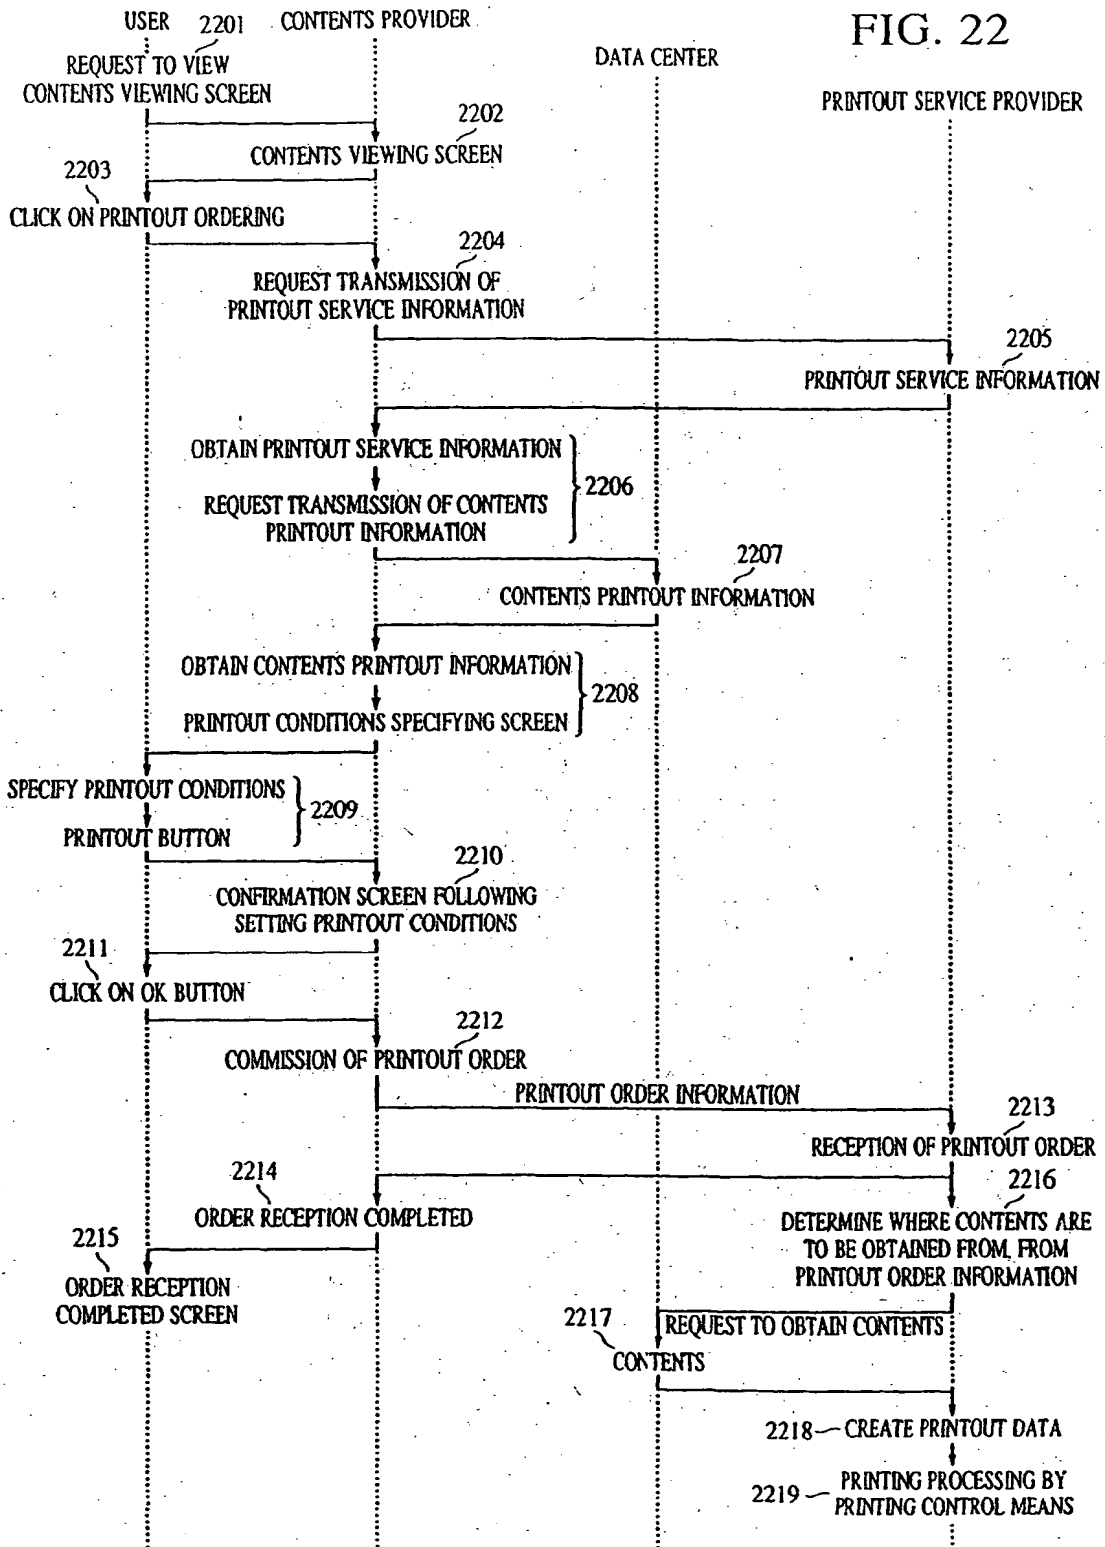 FIG. 22
USER
CONTENTS PROVIDER
DATA CENTER
PRINTOUT SERVICE PROVIDER
2201
REQUEST TO VIEW
CONTENTS VIEWING SCREEN
2202
CONTENTS VIEWING SCREEN
2203
CLICK ON PRINTOUT ORDERING
2204
REQUEST TRANSMISSION OF
PRINTOUT SERVICE INFORMATION
2205
PRINTOUT SERVICE INFORMATION
OBTAIN PRINTOUT SERVICE INFORMATION
2206
REQUEST TRANSMISSION OF CONTENTS
PRINTOUT INFORMATION
2207
CONTENTS PRINTOUT INFORMATION
OBTAIN CONTENTS PRINTOUT INFORMATION
2208
PRINTOUT CONDITIONS SPECIFYING SCREEN
SPECIFY PRINTOUT CONDITIONS
2209
PRINTOUT BUTTON
2210
CONFIRMATION SCREEN FOLLOWING
SETTING PRINTOUT CONDITIONS
2211
CLICK ON OK BUTTON
2212
COMMISSION OF PRINTOUT ORDER
PRINTOUT ORDER INFORMATION
2213
RECEPTION OF PRINTOUT ORDER
2214
ORDER RECEPTION COMPLETED
2215
ORDER RECEPTION
COMPLETED SCREEN
2216
DETERMINE WHERE CONTENTS ARE
TO BE OBTAINED FROM, FROM
PRINTOUT ORDER INFORMATION
REQUEST TO OBTAIN CONTENTS
2217
CONTENTS
2218
CREATE PRINTOUT DATA
2219
PRINTING PROCESSING BY
PRINTING CONTROL MEANS